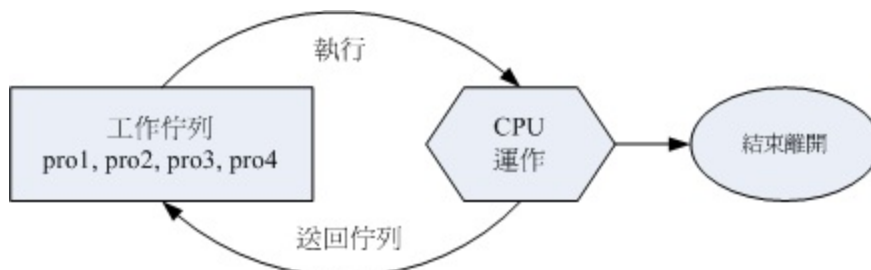 執行
工作佇列
pro1, pro2, pro3, pro4
CPU
運作
結束離開
送回佇列